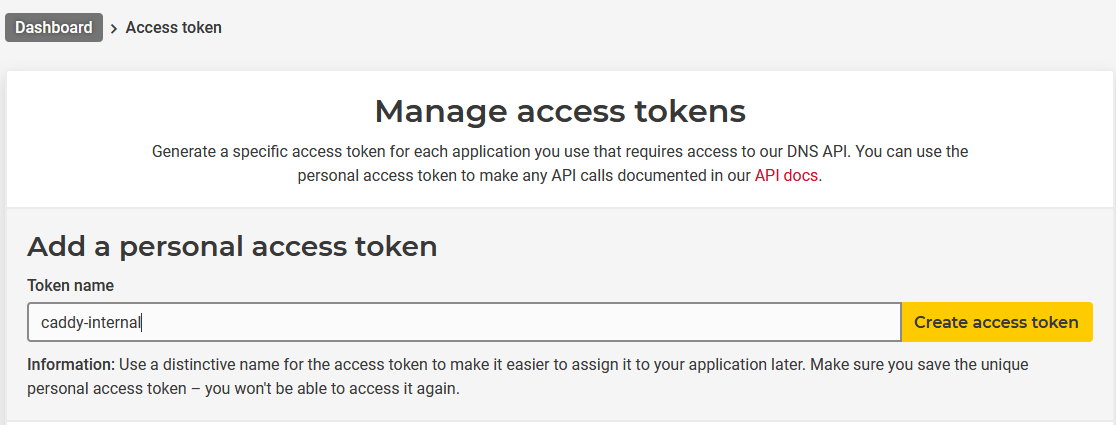 Dashboard > Access token
Manage access tokens
Generate a specific access token for each application you use that requires access to our DNS API. You can use the
personal access token to make any API calls documented in our API docs.
Add a personal access token
Token name
caddy-internal
Create access token
Information: Use a distinctive name for the access token to make it easier to assign it to your application later. Make sure you save the unique
personal access token – you won't be able to access it again.